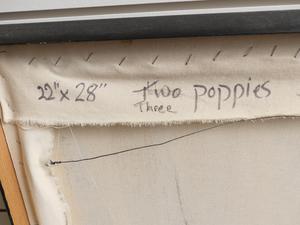 22" x 28" Two poppies
Three